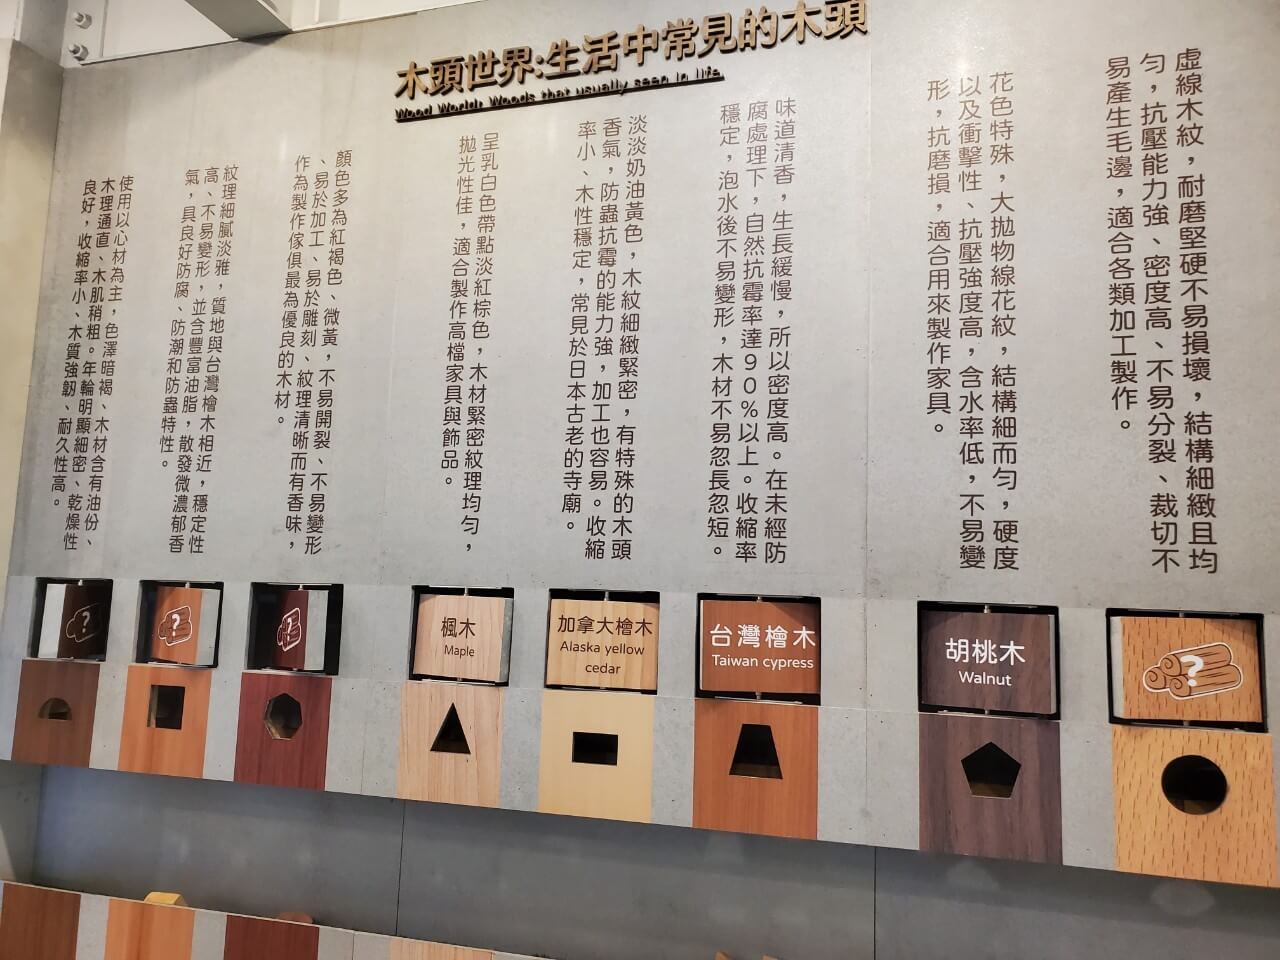 木頭世界:生活中常見的木頭
Wood World, Woods that usually seen in life
虛線木紋，耐磨堅硬不易損壞，結構細緻且均
勻，抗壓能力強、密度高、不易分裂、裁切不
易產生毛邊，適合各類加工製作。
花色特殊，大拋物線花紋，結構細而勻，硬度
以及衝擊性、抗壓強度高，含水率低，不易變
形，抗磨損，適合用來製作家具。
味道清香，生長緩慢，所以密度高。在未經防
腐處理下，自然抗霉率達90%以上。收縮率
穩定，泡水後不易變形，木材不易忽長忽短。
淡淡奶油黃色，木紋細緻緊密，有特殊的木頭
香氣，防蟲抗霉的能力強，加工也容易。收縮
率小、木性穩定，常見於日本古老的寺廟。
呈乳白色帶點淡紅棕色，木材緊密紋理均勻，
拋光性佳，適合製作高檔家具與飾品。
顏色多為紅褐色、微黃，不易開裂、不易變形
、易於加工、易於雕刻、紋理清晰而有香味，
作為製作傢俱最為優良的木材。
紋理細膩淡雅，質地與台灣檜木相近，穩定性
高、不易變形，並含豐富油脂，散發微濃郁香
氣，具良好防腐、防潮和防蟲特性。
使用以心材為主，色澤暗褐、木材含有油份、
木理通直、木肌稍粗。年輪明顯細密、乾燥性
良好，收縮率小、木質強韌、耐久性高。
?
?
?
楓木
Maple
加拿大檜木
Alaska yellow
cedar
台灣檜木
Taiwan cypress
胡桃木
Walnut
?